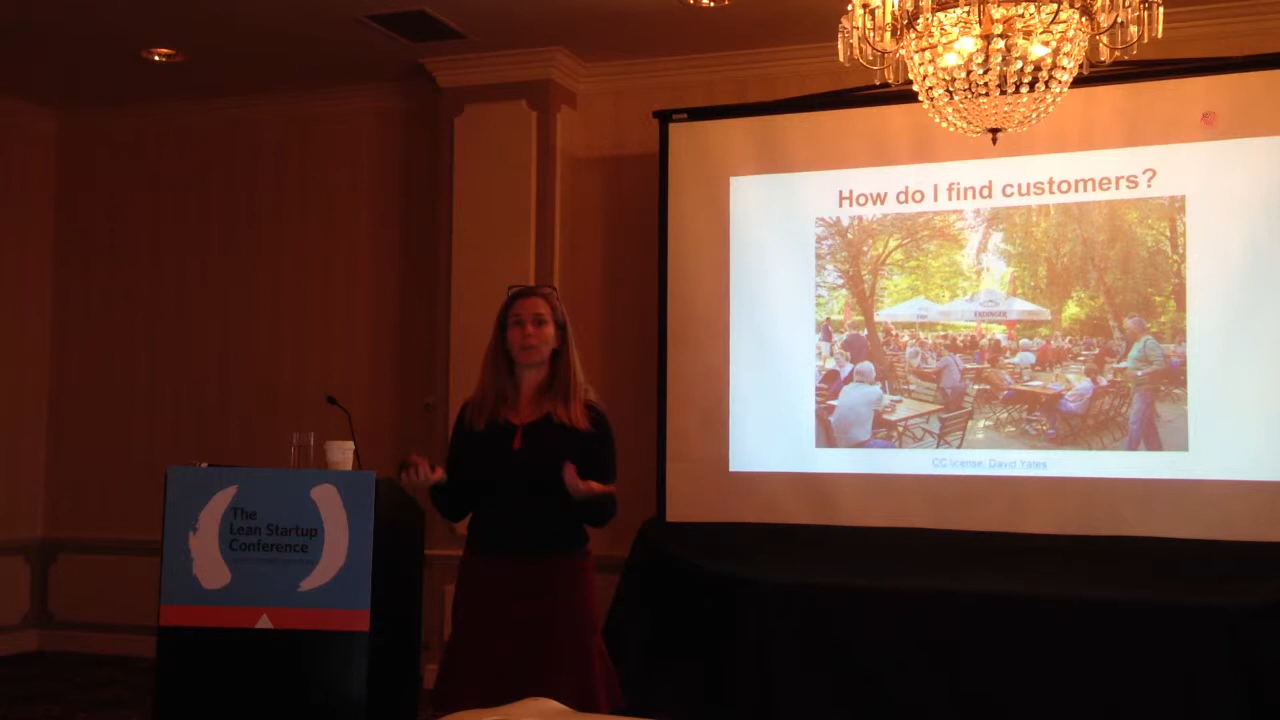 How do I find customers?
ERDINGER
CC license: David Yates
The
Lean Startup
Conference